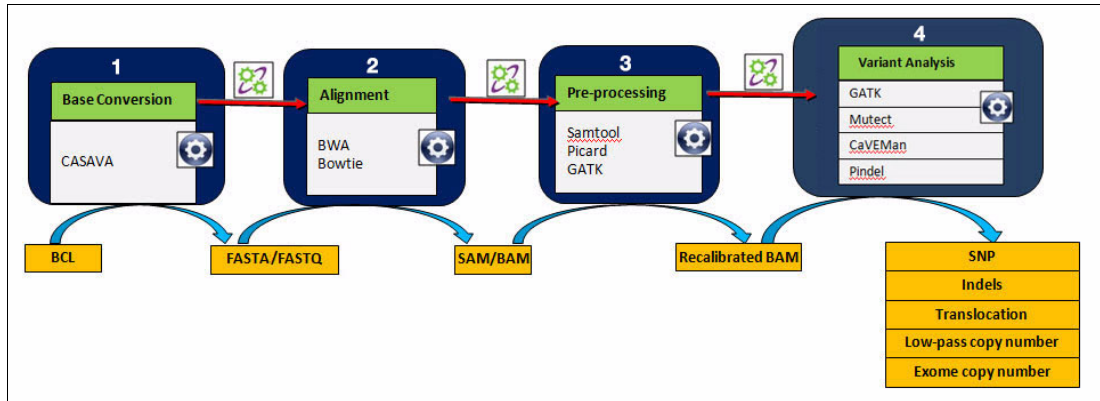 1
Base Conversion
CASAVA
2
Alignment
BWA
Bowtie
3
Pre-processing
Samtool
Picard
GATK
4
Variant Analysis
GATK
Mutect
CaVEMan
Pindel
BCL
FASTA/FASTQ
SAM/BAM
Recalibrated BAM
SNP
Indels
Translocation
Low-pass copy number
Exome copy number